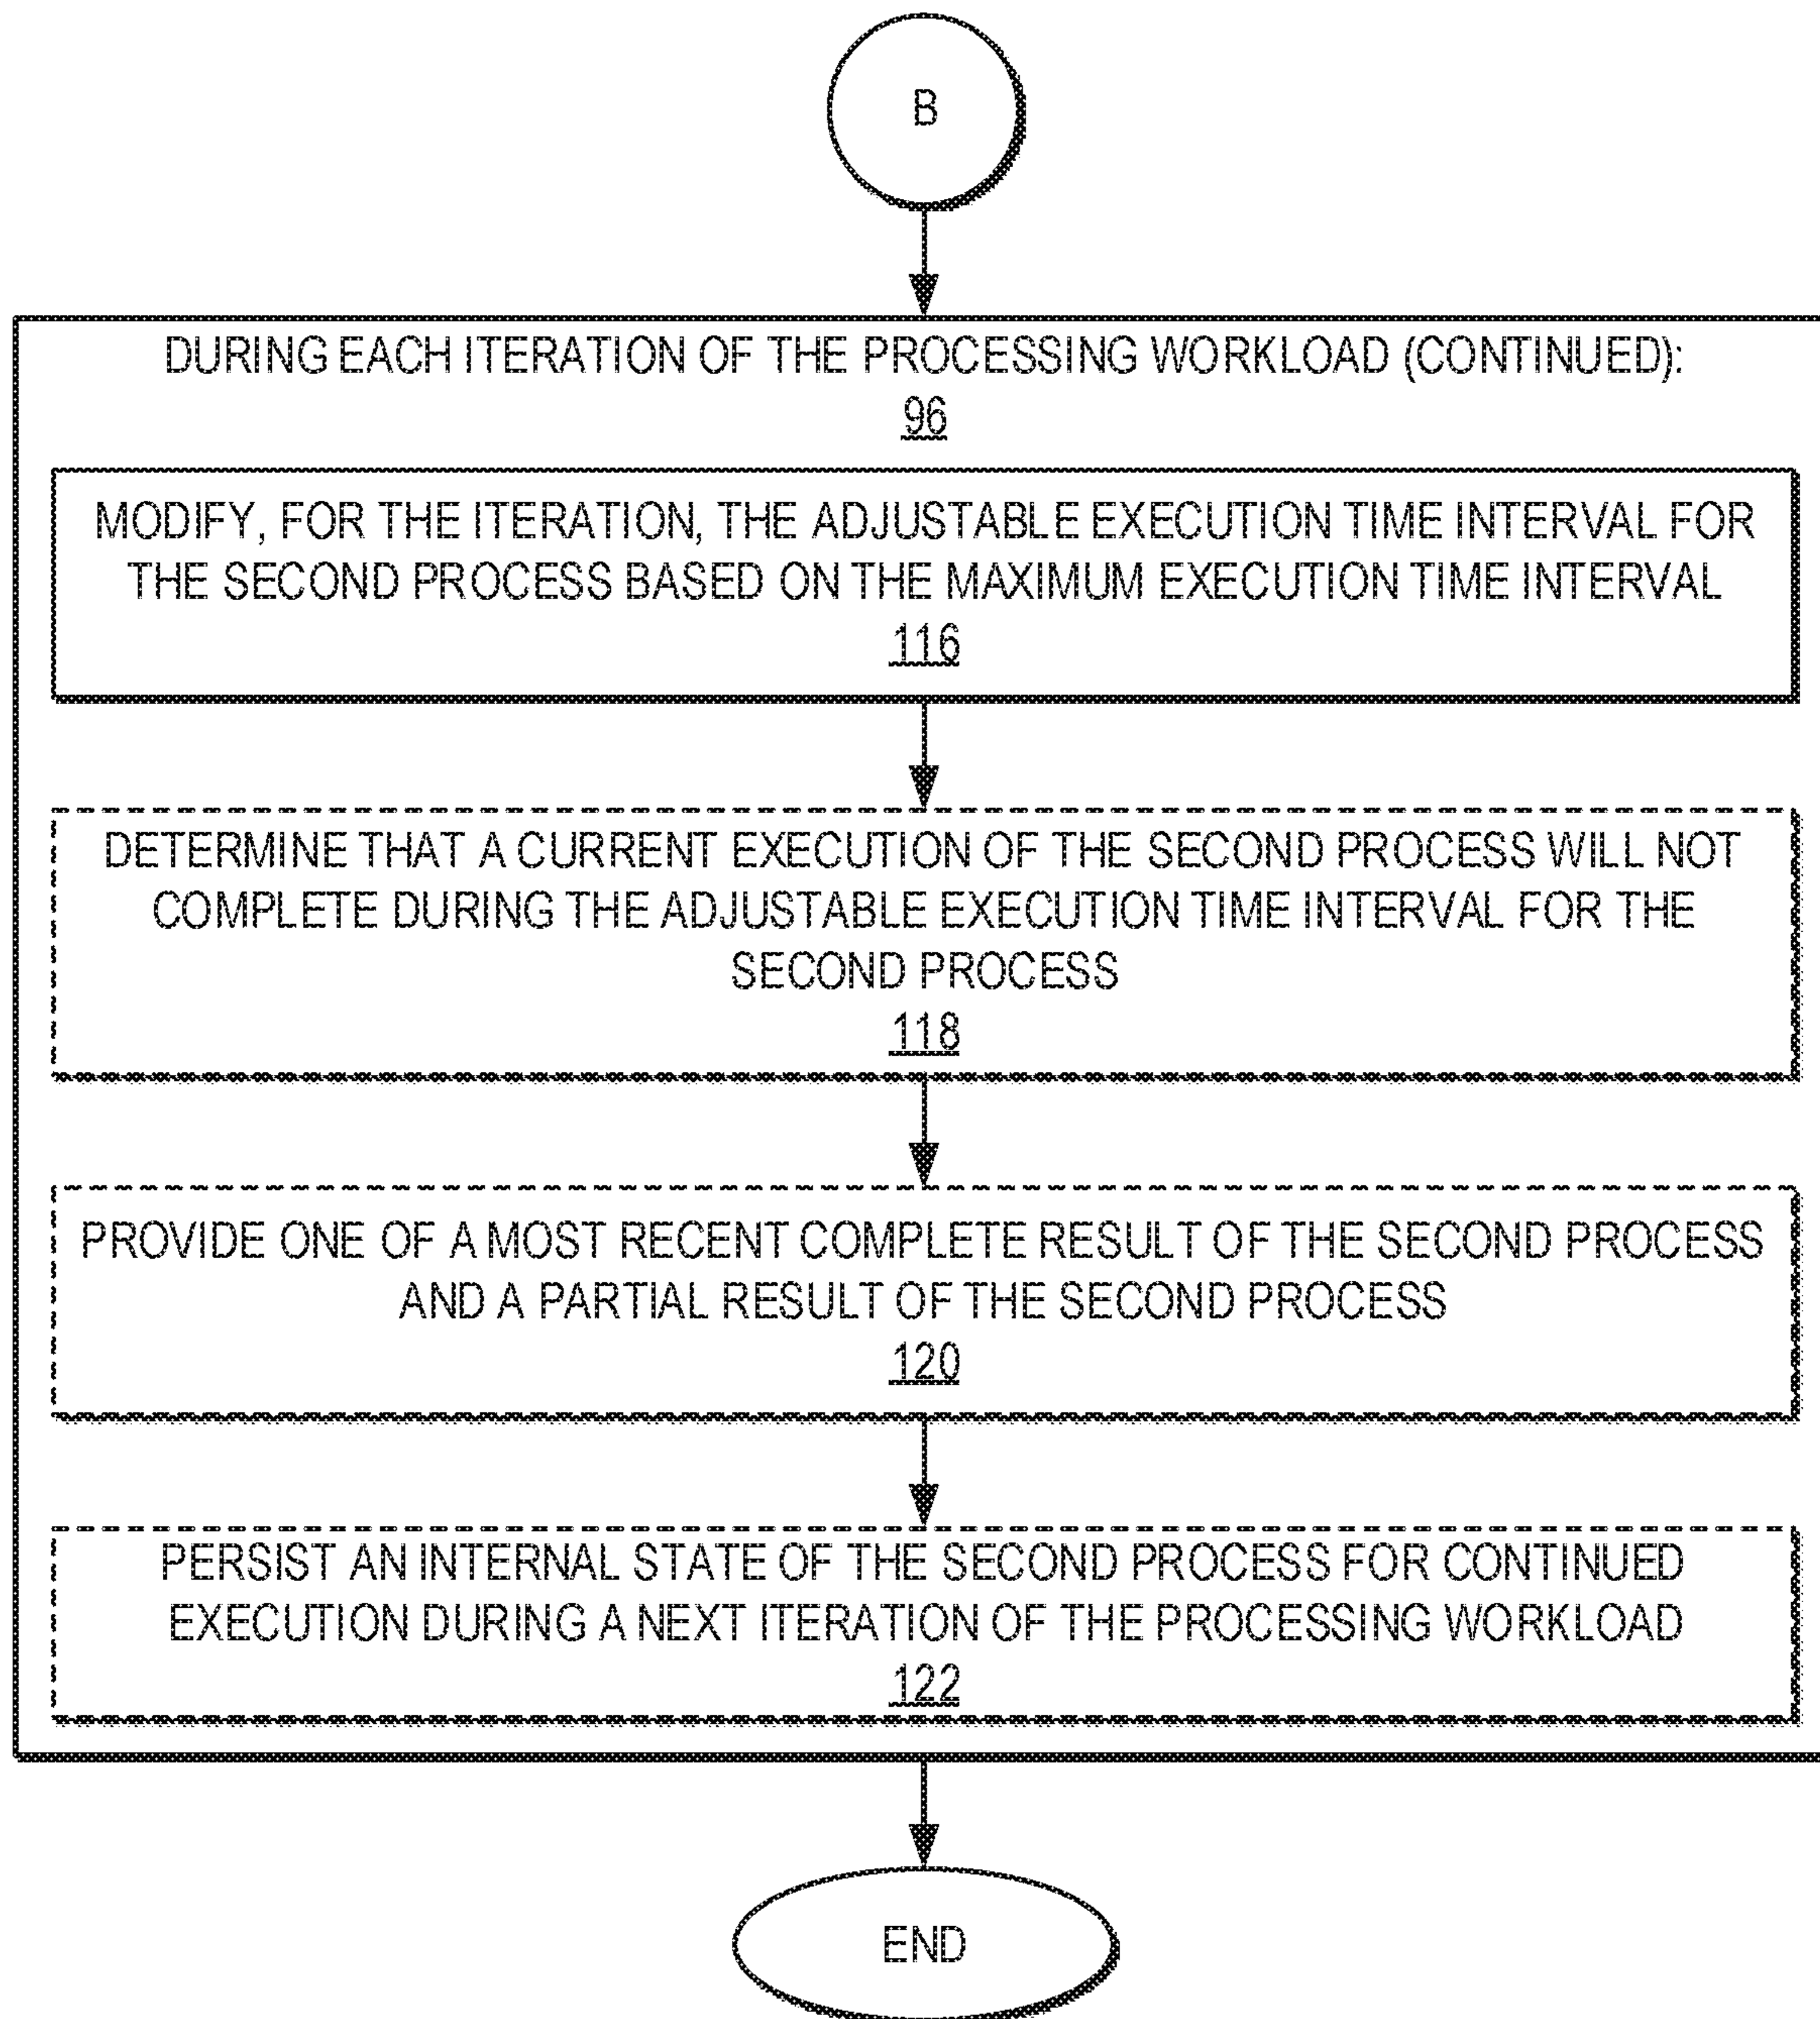 B
DURING EACH ITERATION OF THE PROCESSING WORKLOAD (CONTINUED):
96
MODIFY, FOR THE ITERATION, THE ADJUSTABLE EXECUTION TIME INTERVAL FOR
THE SECOND PROCESS BASED ON THE MAXIMUM EXECUTION TIME INTERVAL
116
DETERMINE THAT A CURRENT EXECUTION OF THE SECOND PROCESS WILL NOT
COMPLETE DURING THE ADJUSTABLE EXECUTION TIME INTERVAL FOR THE
SECOND PROCESS
118
PROVIDE ONE OF A MOST RECENT COMPLETE RESULT OF THE SECOND PROCESS
AND A PARTIAL RESULT OF THE SECOND PROCESS
120
PERSIST AN INTERNAL STATE OF THE SECOND PROCESS FOR CONTINUED
EXECUTION DURING A NEXT ITERATION OF THE PROCESSING WORKLOAD
122
END